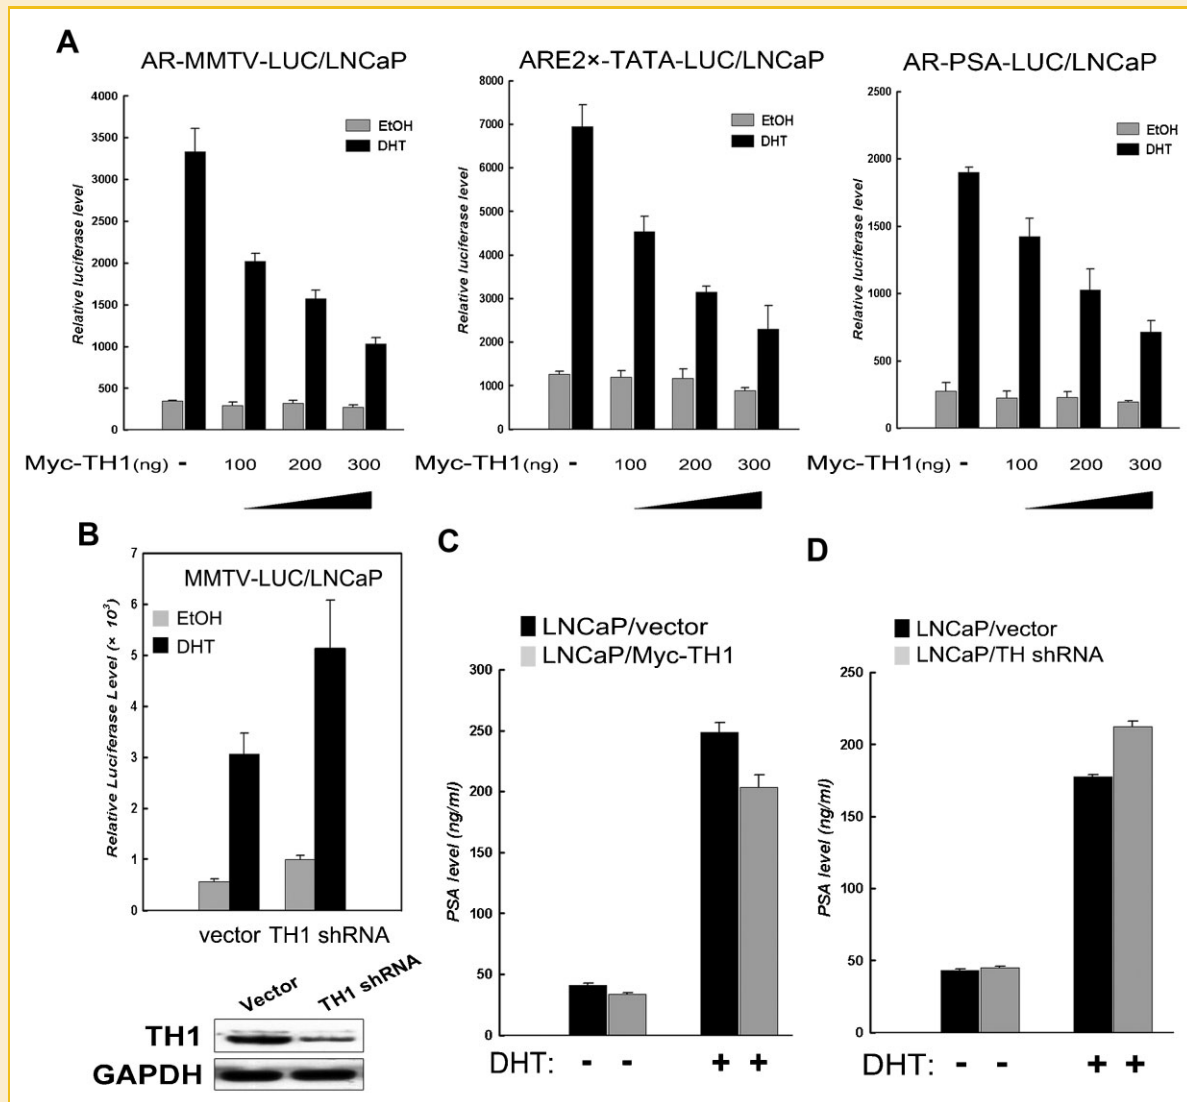 A
AR-MMTV-LUC/LNCaP
Relative luciferase level
4000
3500
3000
2500
2000
1500
1000
500
0
EtOH
DHT
Myc-TH1(ng) - 100 200 300
ARE2×-TATA-LUC/LNCaP
Relative luciferase level
8000
7000
6000
5000
4000
3000
2000
1000
0
EtOH
DHT
Myc-TH1(ng) - 100 200 300
AR-PSA-LUC/LNCaP
Relative luciferase level
2500
2000
1500
1000
500
0
EtOH
DHT
Myc-TH1(ng) - 100 200 300
B
MMTV-LUC/LNCaP
Relative Luciferase Level (× 10³)
7
6
5
4
3
2
1
0
EtOH
DHT
vector TH1 shRNA
Vector TH1 shRNA
TH1
GAPDH
C
LNCaP/vector
LNCaP/Myc-TH1
PSA level (ng/ml)
300
250
200
150
100
50
0
DHT: - - + +
D
LNCaP/vector
LNCaP/TH shRNA
PSA level (ng/ml)
250
200
150
100
50
0
DHT: - - + +